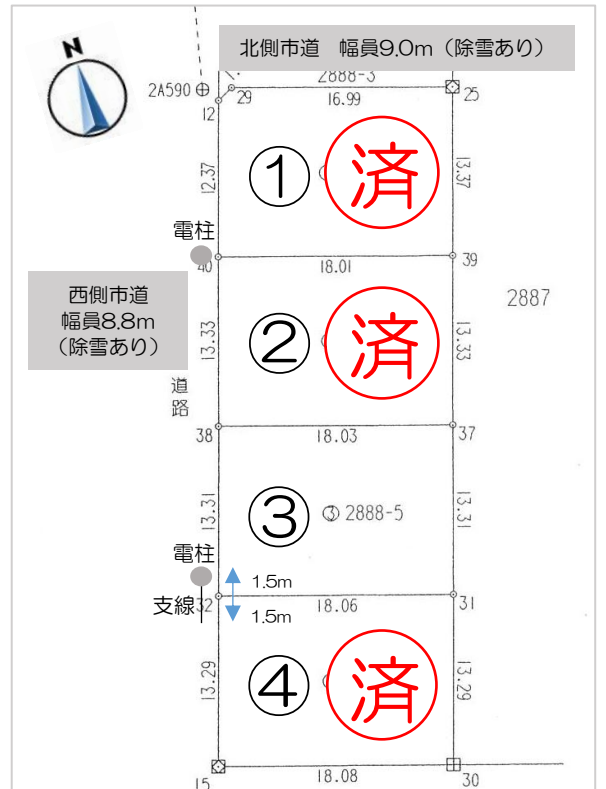 N
北側市道 幅員9.0m（除雪あり）
2888-3
2A590
12
29
16.99
25
12.37
①
済
13.37
電柱
40
18.01
39
西側市道
幅員8.8m
（除雪あり）
2887
13.33
②
済
13.33
道路
38
18.03
37
13.31
③
③ 2888-5
13.31
電柱
1.5m
支線
32
18.06
31
1.5m
13.29
④
済
13.29
15
18.08
30